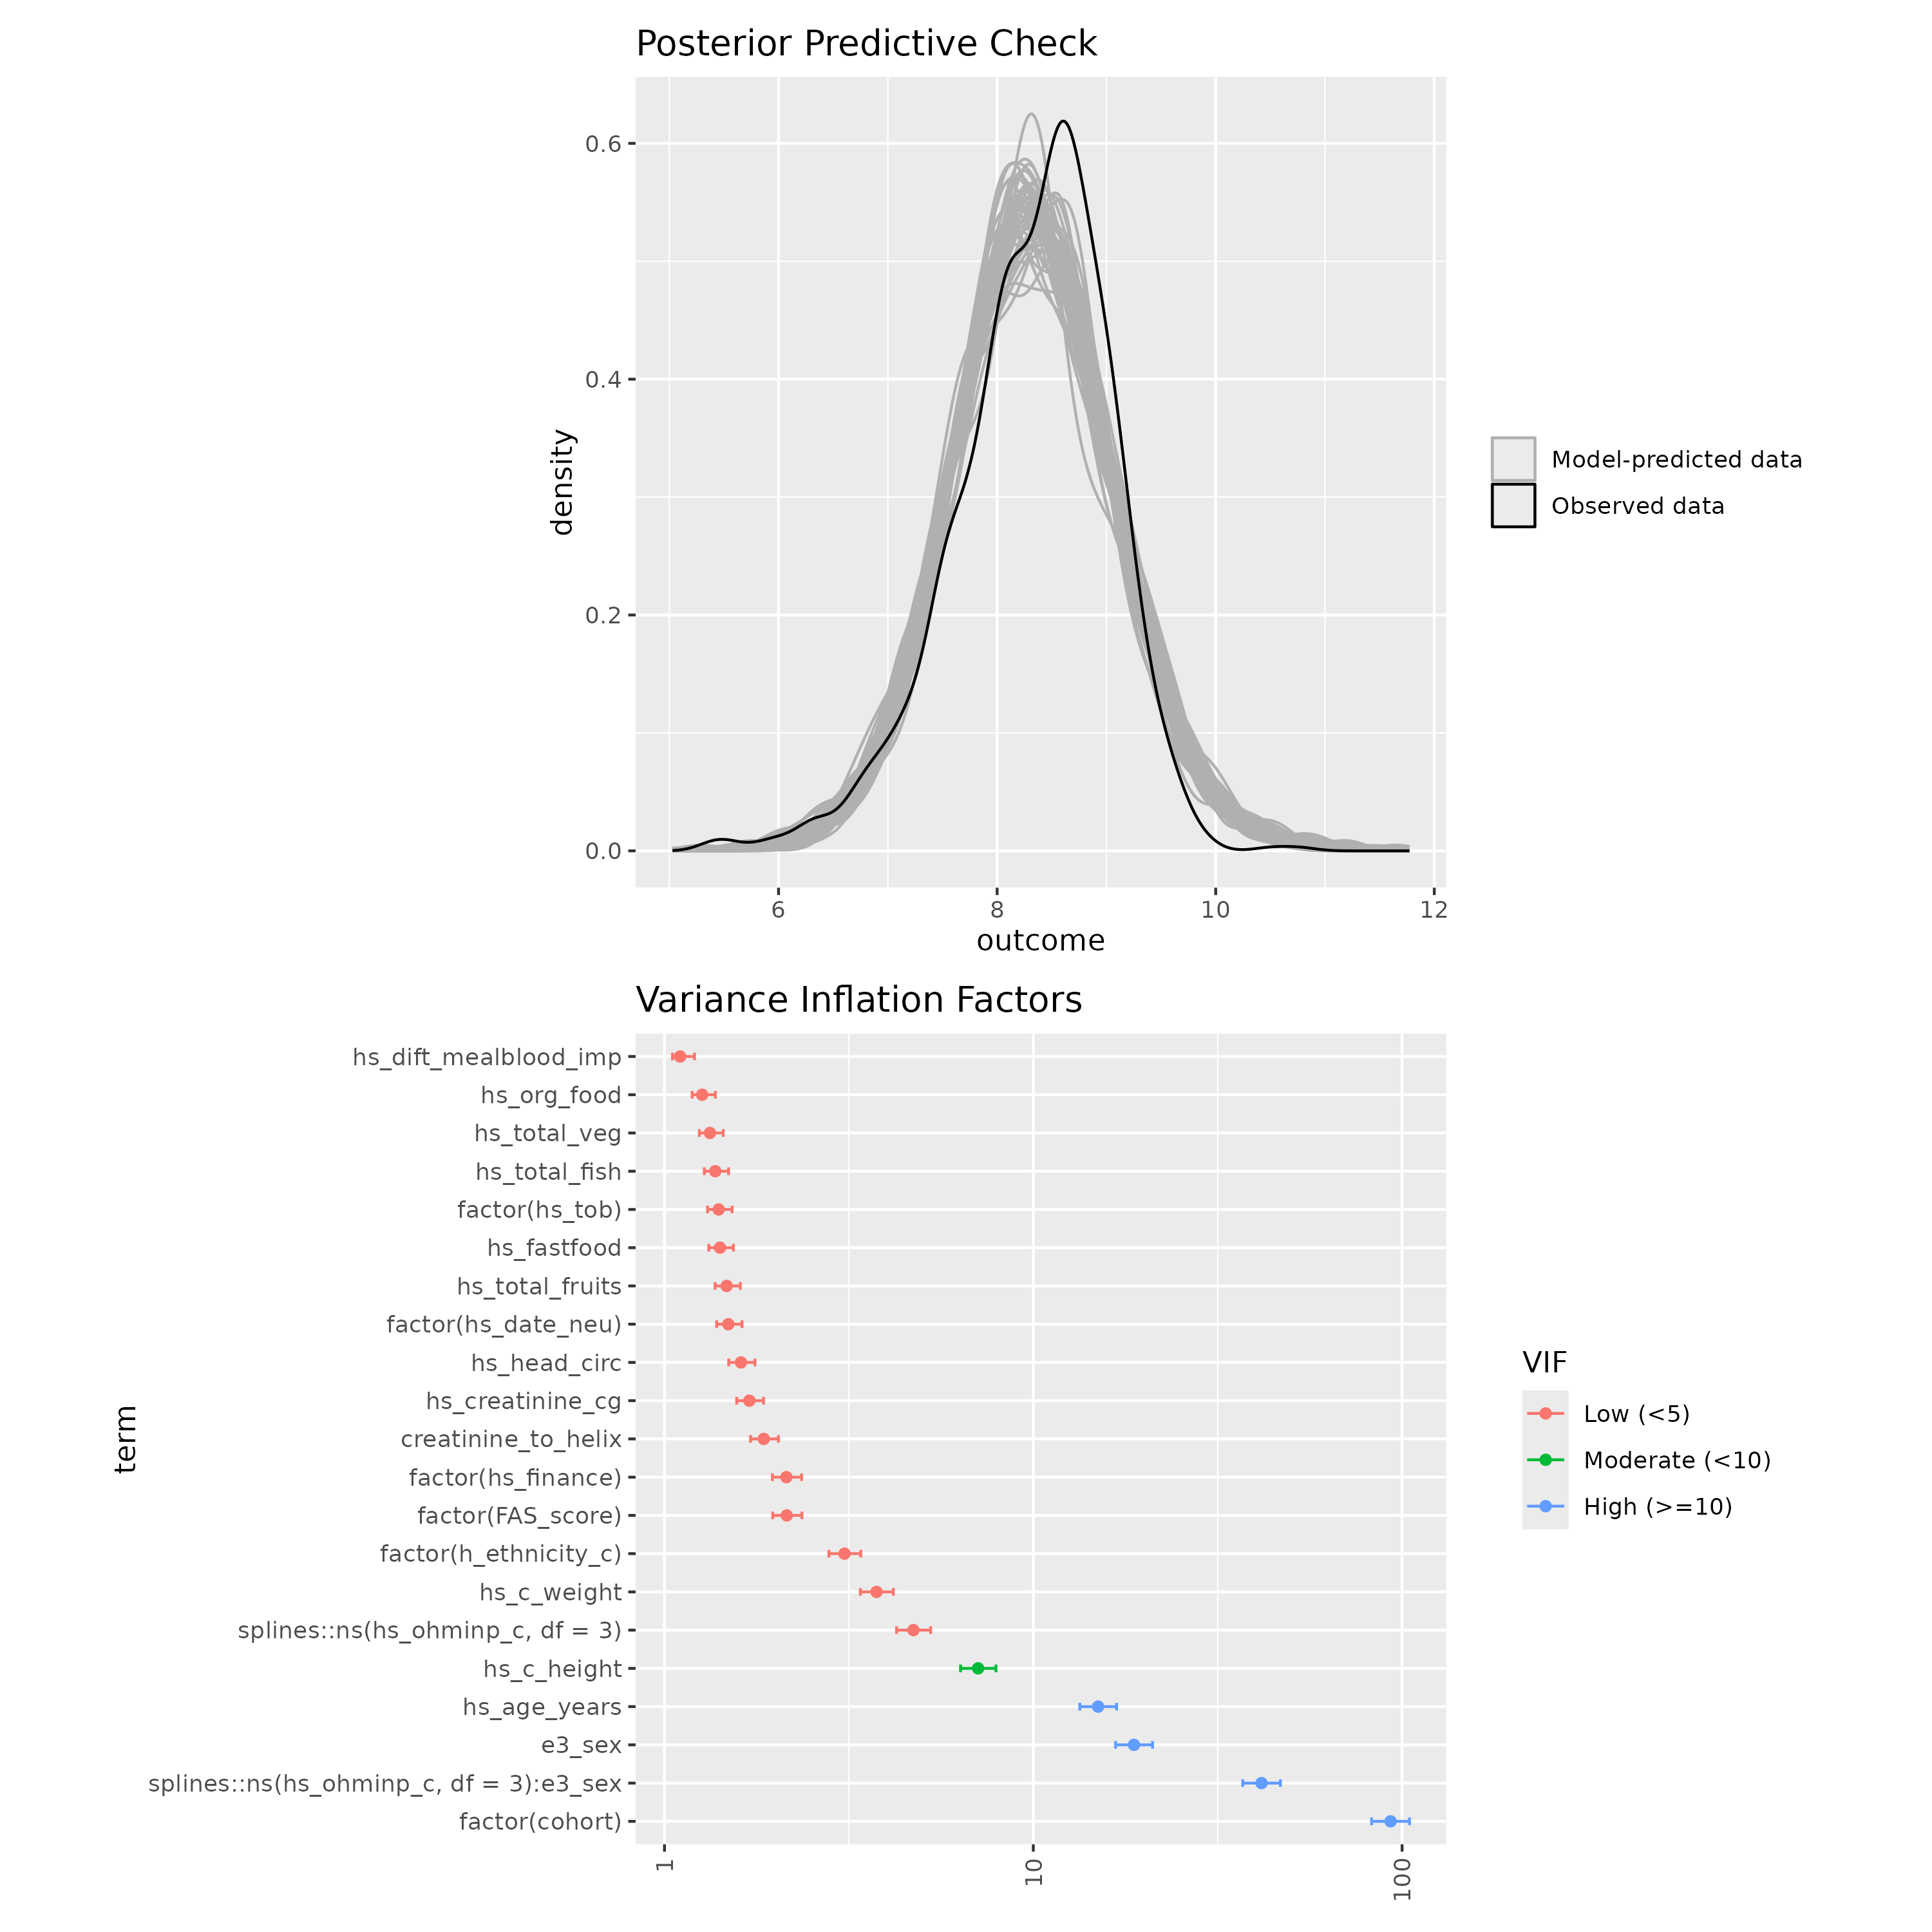 Posterior Predictive Check
0.6
0.4
0.2
0.0
density
6
8
10
12
outcome
Model-predicted data
Observed data
Variance Inflation Factors
term
hs_dift_mealblood_imp
hs_org_food
hs_total_veg
hs_total_fish
factor(hs_tob)
hs_fastfood
hs_total_fruits
factor(hs_date_neu)
hs_head_circ
hs_creatinine_cg
creatinine_to_helix
factor(hs_finance)
factor(FAS_score)
factor(h_ethnicity_c)
hs_c_weight
splines::ns(hs_ohminp_c, df = 3)
hs_c_height
hs_age_years
e3_sex
splines::ns(hs_ohminp_c, df = 3):e3_sex
factor(cohort)
1
10
100
VIF
Low (<5)
Moderate (<10)
High (>=10)